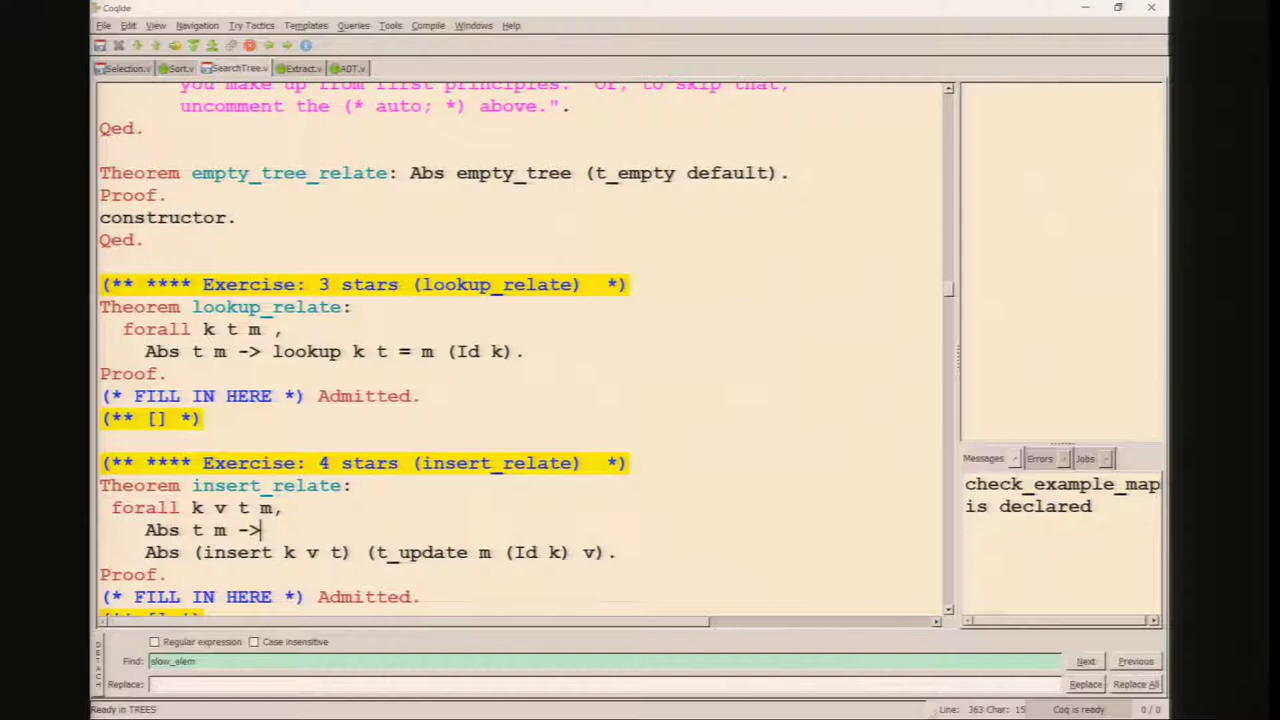 CoqIde
File Edit View Navigation Try Tactics Templates Queries Tools Compile Windows Help
Selection.v Sort.v SearchTree.v Extract.v ADT.v
you make up from first principles. Or, to skip that,
uncomment the (* auto; *) above.".
Qed.
Theorem empty_tree_relate: Abs empty_tree (t_empty default).
Proof.
constructor.
Qed.
(** **** Exercise: 3 stars (lookup_relate)  *)
Theorem lookup_relate:
forall k t m ,
Abs t m -> lookup k t = m (Id k).
Proof.
(* FILL IN HERE *) Admitted.
(** [] *)
(** **** Exercise: 4 stars (insert_relate)  *)
Theorem insert_relate:
forall k v t m,
Abs t m ->
Abs (insert k v t) (t_update m (Id k) v).
Proof.
(* FILL IN HERE *) Admitted.
Messages Errors Jobs
check_example_map
is declared
DETACH
Regular expression Case insensitive
Find: slow_elem Next Previous
Replace: Replace Replace All
Ready in TREES Line: 363 Char: 15 Coq is ready 0 / 0